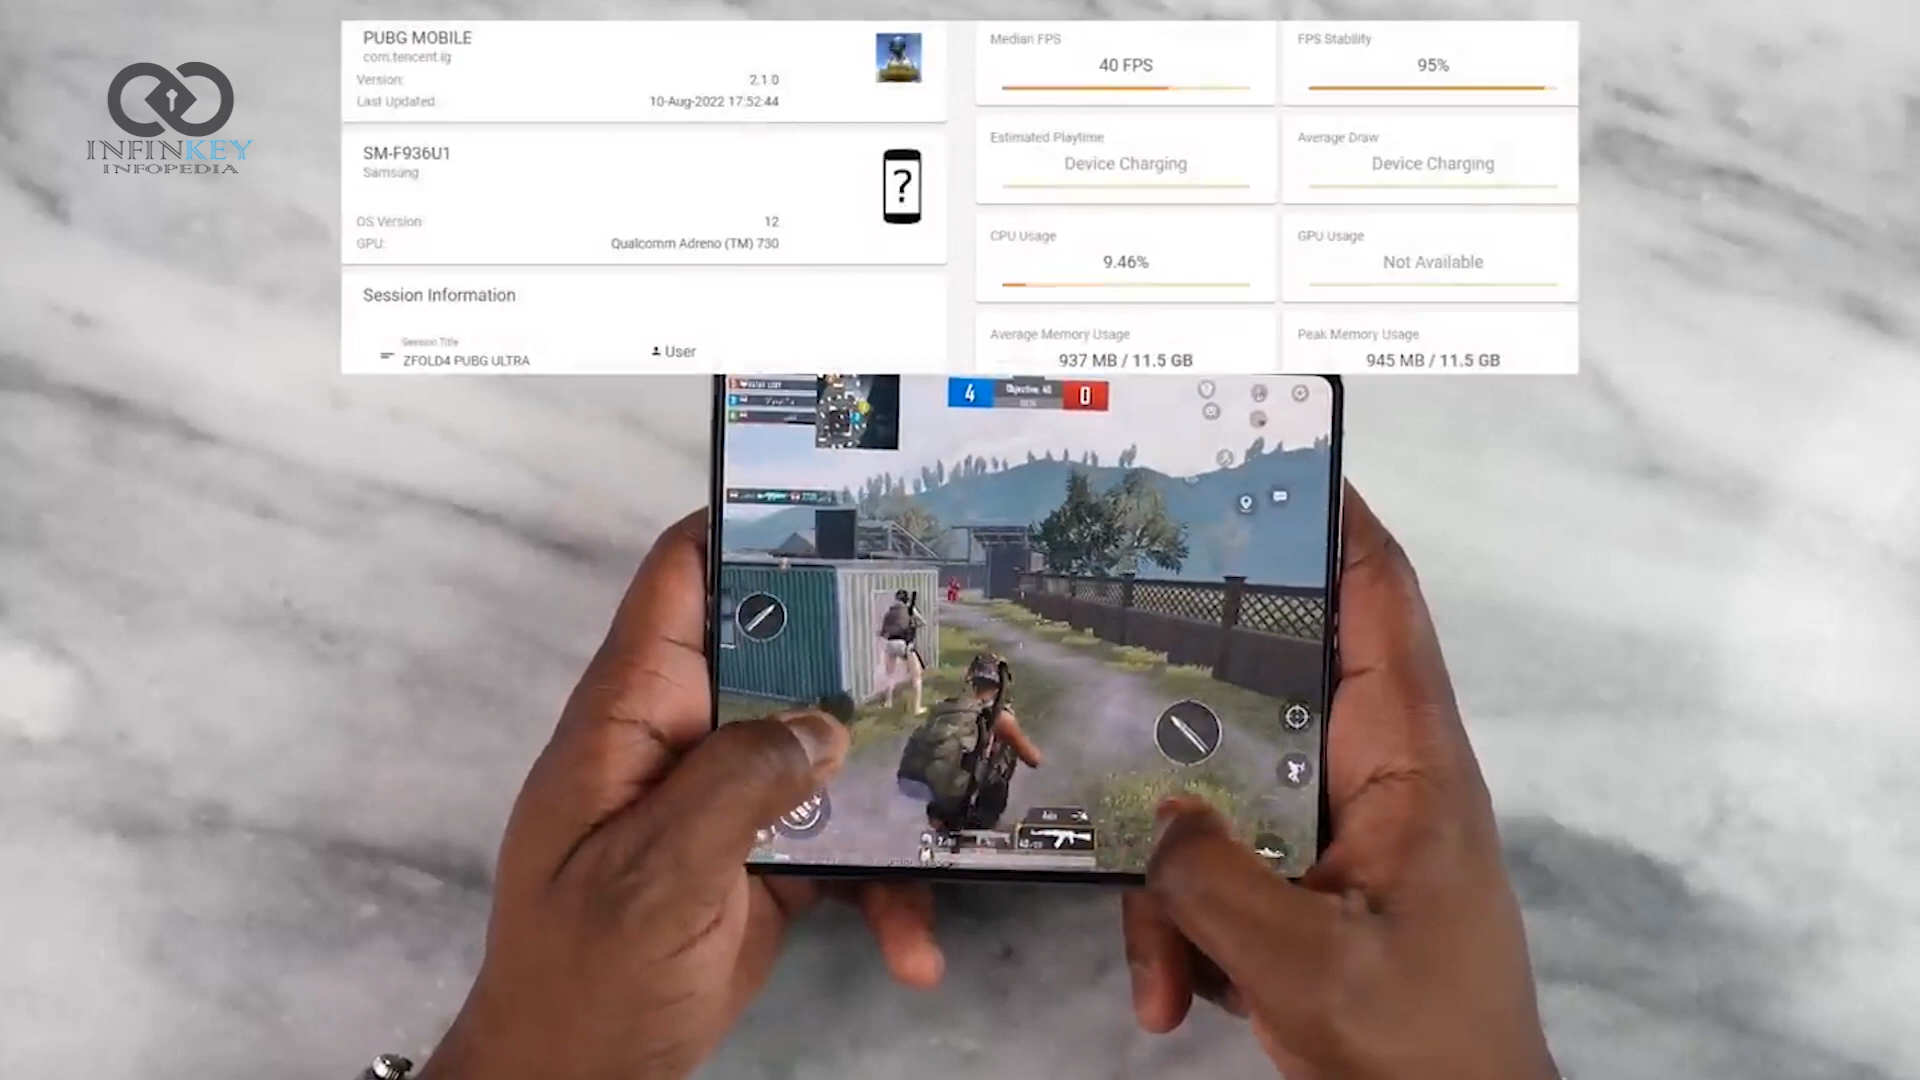 PUBG MOBILE
com.tencent.ig
Version: 2.1.0
Last Updated 10-Aug-2022 17:52:44
SM-F936U1
Samsung
OS Version 12
GPU: Qualcomm Adreno (TM) 730
Session Information
Session Title
ZFOLD4 PUBG ULTRA
User
Median FPS
40 FPS
FPS Stability
95%
Estimated Playtime
Device Charging
Average Draw
Device Charging
CPU Usage
9.46%
GPU Usage
Not Available
Average Memory Usage
937 MB / 11.5 GB
Peak Memory Usage
945 MB / 11.5 GB
INFINKEY
INFOPEDIA
4 Objective: 40 0